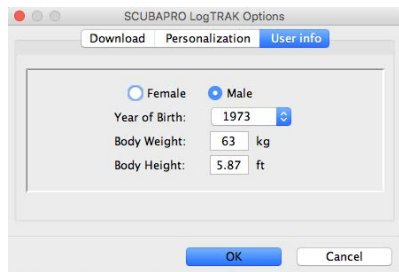 SCUBAPRO LogTRAK Options
Download Personalization User info
Female Male
Year of Birth: 1973
Body Weight: 63 kg
Body Height: 5.87 ft
OK Cancel